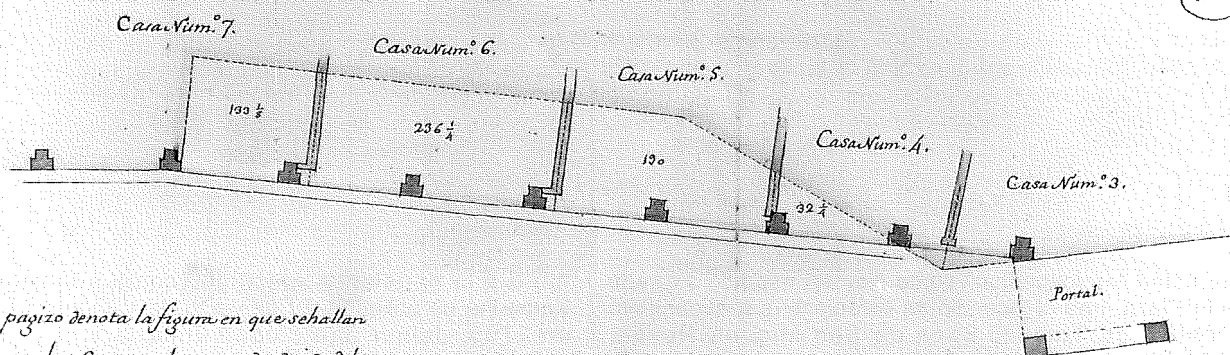 Casa Num.º 7.
Casa Num.º 6.
Casa Num.º 5.
Casa Num.º 4.
Casa Num.º 3.
133 1/5
236 1/4
190
32 1/4
Portal.
pagizo denota la figura en que sehallan